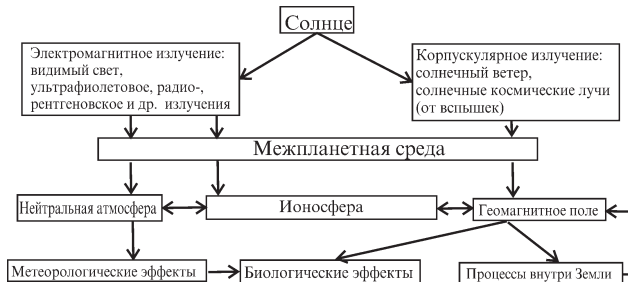 Солнце
Электромагнитное излучение:
видимый свет,
ультрафиолетовое, радио-,
рентгеновское и др. излучения
Корпускулярное излучение:
солнечный ветер,
солнечные космические лучи
(от вспышек)
Межпланетная среда
Нейтральная атмосфера
Ионосфера
Геомагнитное поле
Метеорологические эффекты
Биологические эффекты
Процессы внутри Земли